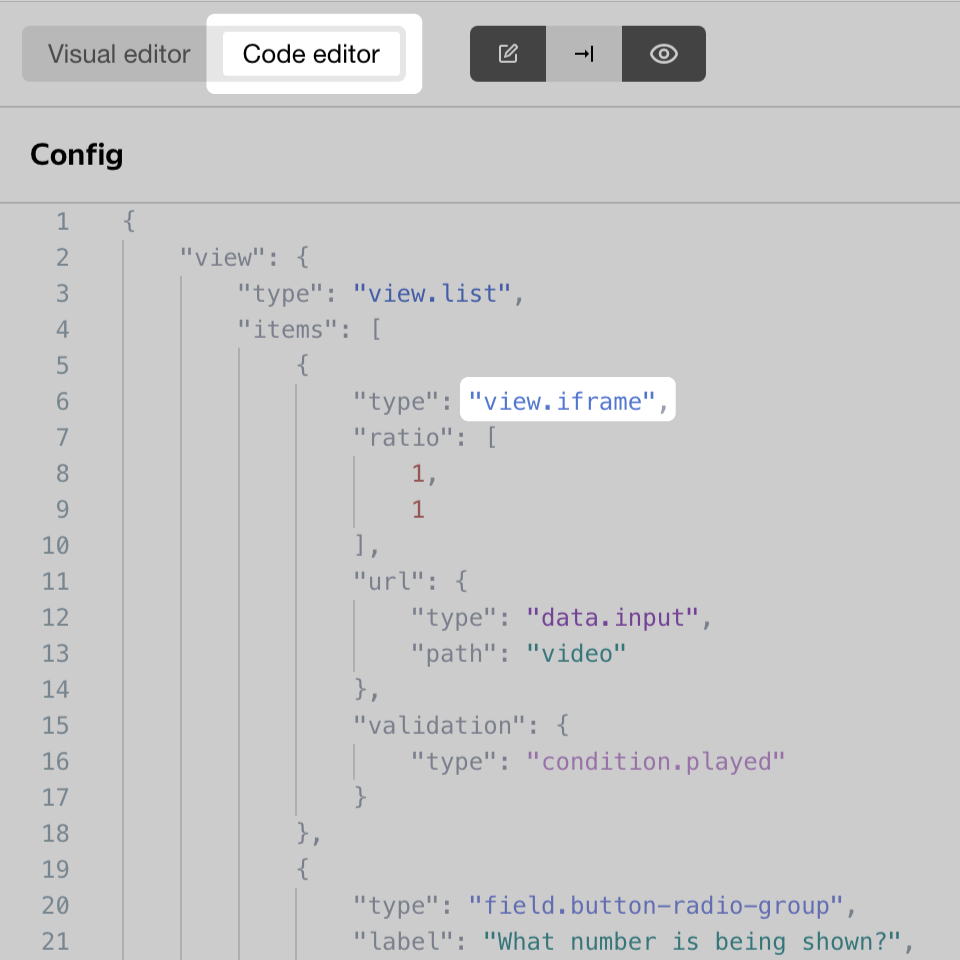 Visual editor Code editor
Config
1 {
2 "view": {
3 "type": "view.list",
4 "items": [
5 {
6 "type": "view.iframe",
7 "ratio": [
8 1,
9 1
10 ],
11 "url": {
12 "type": "data.input",
13 "path": "video"
14 },
15 "validation": {
16 "type": "condition.played"
17 }
18 },
19 {
20 "type": "field.button-radio-group",
21 "label": "What number is being shown?",